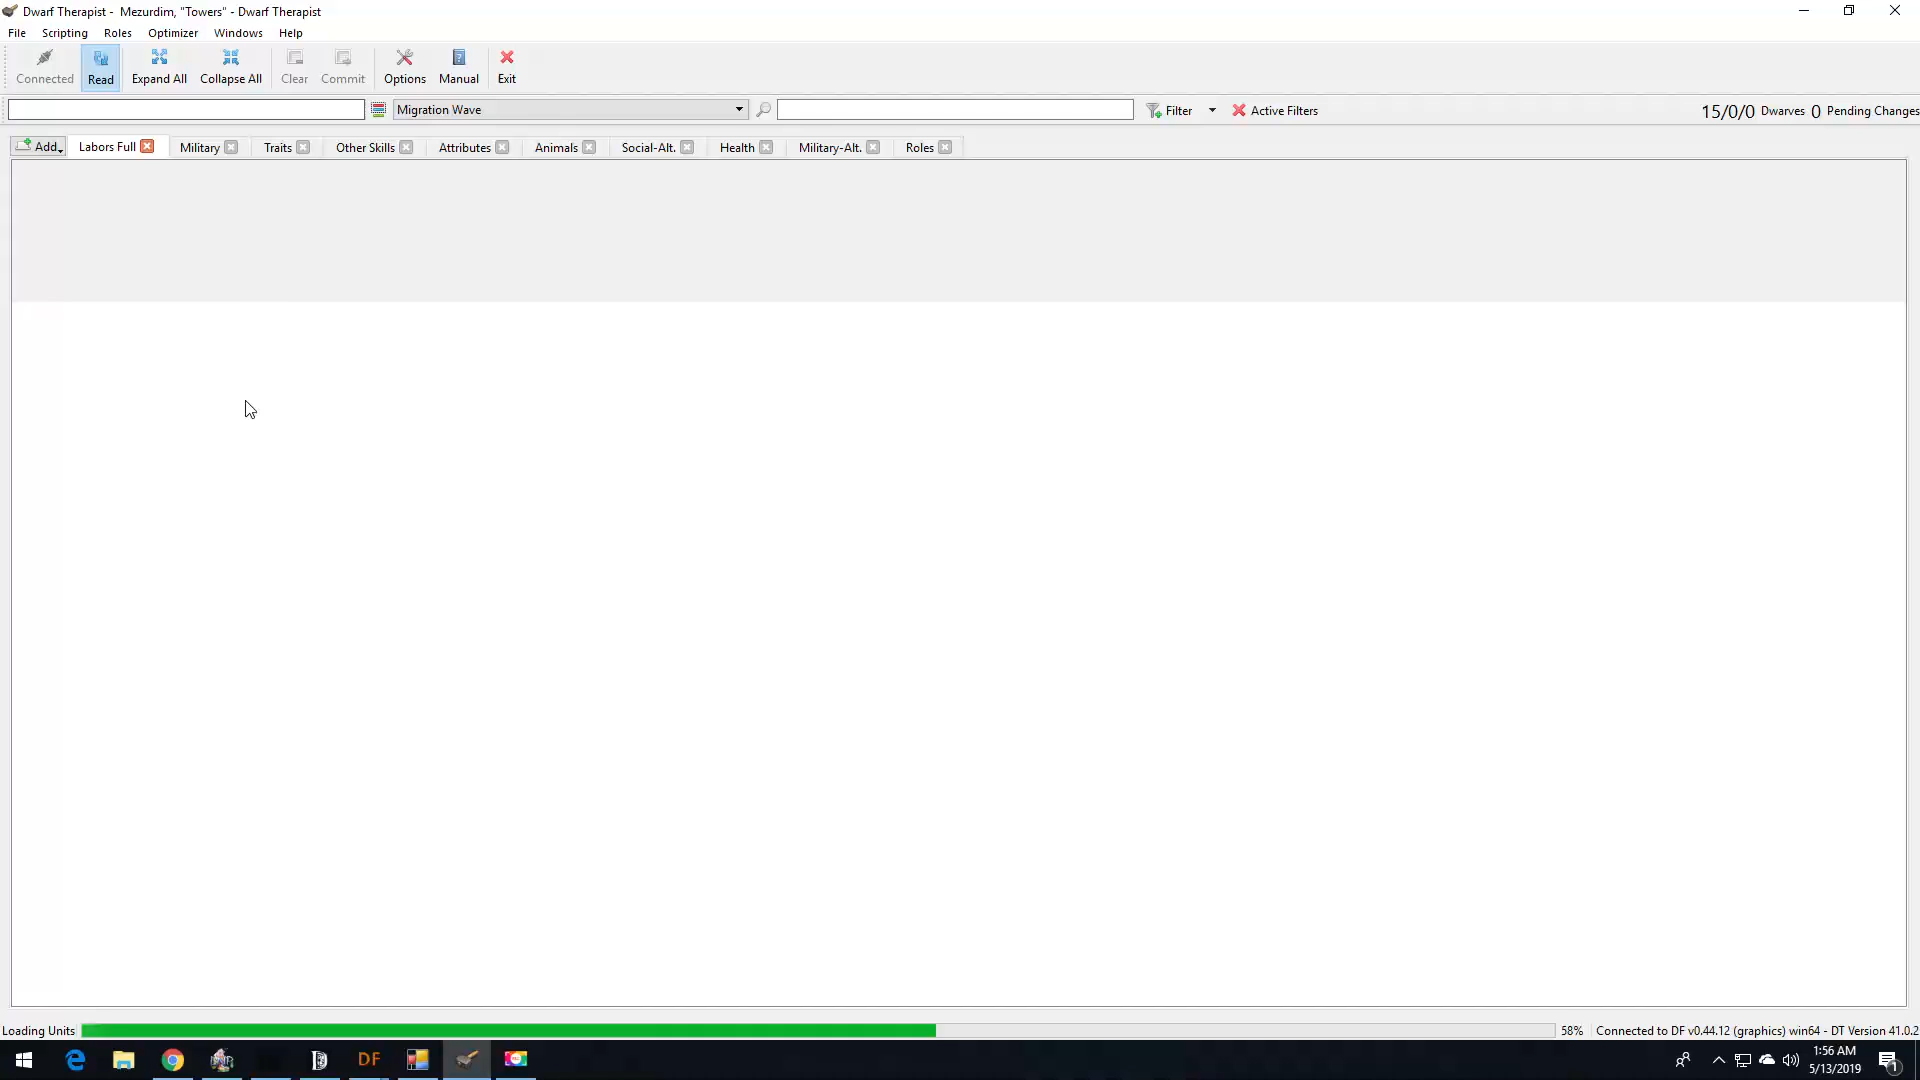 Dwarf Therapist - Mezurdim, "Towers" - Dwarf Therapist
File Scripting Roles Optimizer Windows Help
Connected Read Expand All Collapse All Clear Commit Options Manual Exit
Migration Wave Filter Active Filters 15/0/0 Dwarves 0 Pending Changes
Add Labors Full Military Traits Other Skills Attributes Animals Social-Alt. Health Military-Alt. Roles
Loading Units 58% Connected to DF v0.44.12 (graphics) win64 - DT Version 41.0.2
DF
1:56 AM
5/13/2019
1